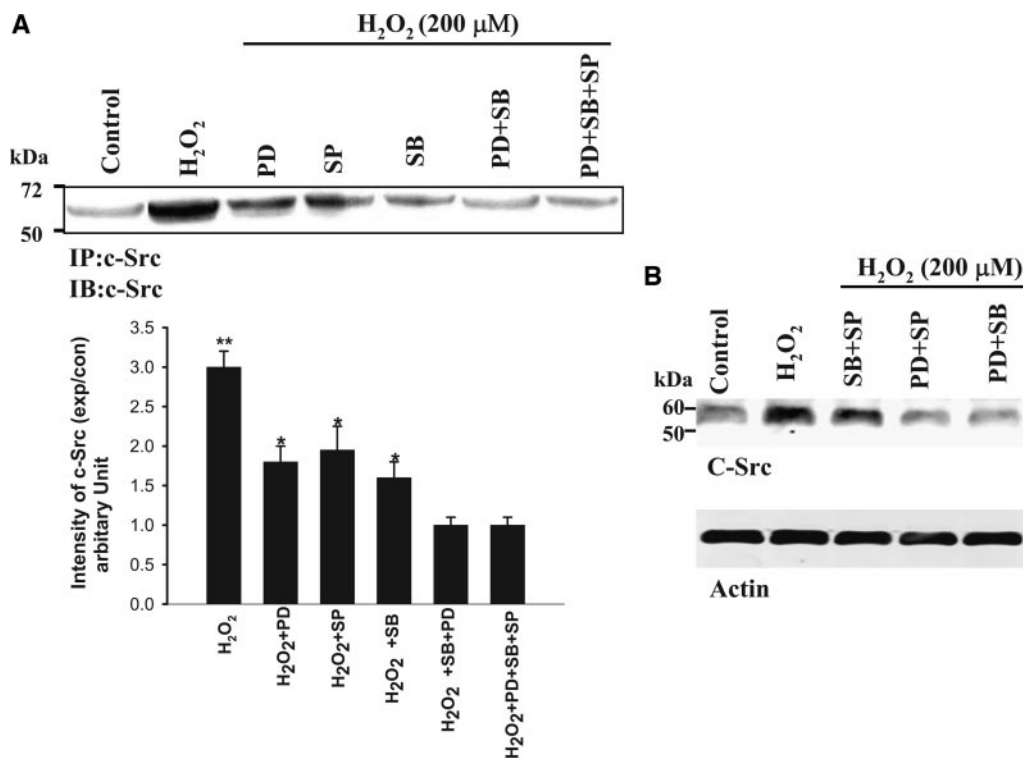 A
H₂O₂ (200 µM)
Control
H₂O₂
PD
SP
SB
PD+SB
PD+SB+SP
kDa
72
50
IP:c-Src
IB:c-Src
Intensity of c-Src (exp/con)
arbitary Unit
3.5
3.0
2.5
2.0
1.5
1.0
0.5
0.0
**
*
*
*
H₂O₂
H₂O₂+PD
H₂O₂+SP
H₂O₂ +SB
H₂O₂ +SB+PD
H₂O₂+PD+SB+SP
B
H₂O₂ (200 µM)
Control
H₂O₂
SB+SP
PD+SP
PD+SB
kDa
60
50
C-Src
Actin